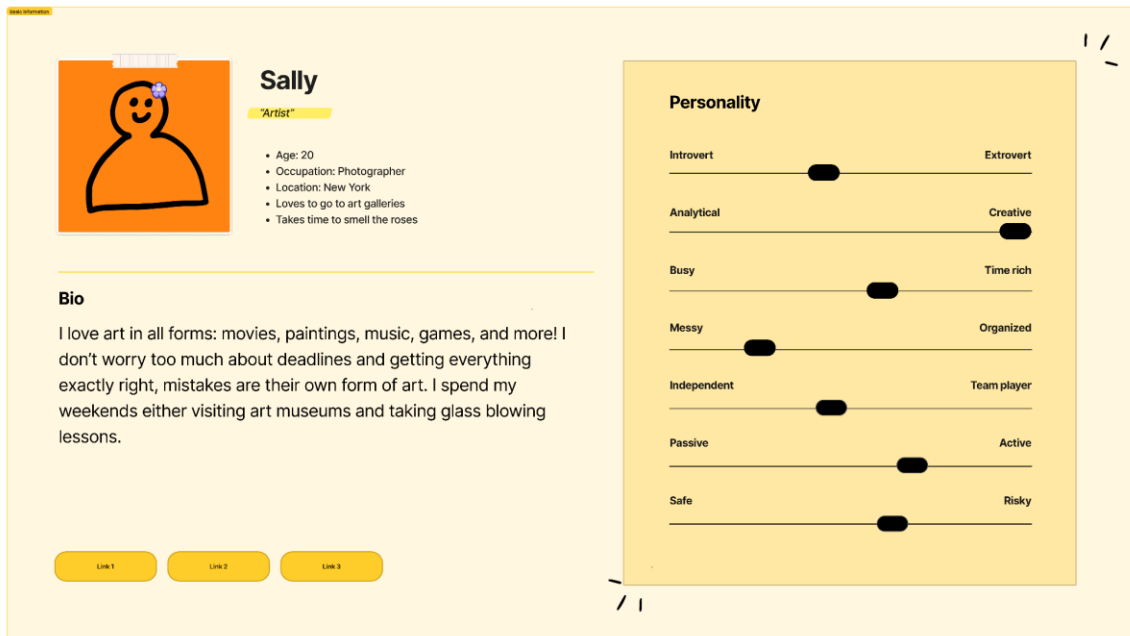 Basic Information
Sally
"Artist"
• Age: 20
• Occupation: Photographer
• Location: New York
• Loves to go to art galleries
• Takes time to smell the roses
Bio
I love art in all forms: movies, paintings, music, games, and more! I
don't worry too much about deadlines and getting everything
exactly right, mistakes are their own form of art. I spend my
weekends either visiting art museums and taking glass blowing
lessons.
Link 1
Link 2
Link 3
Personality
Introvert Extrovert
Analytical Creative
Busy Time rich
Messy Organized
Independent Team player
Passive Active
Safe Risky